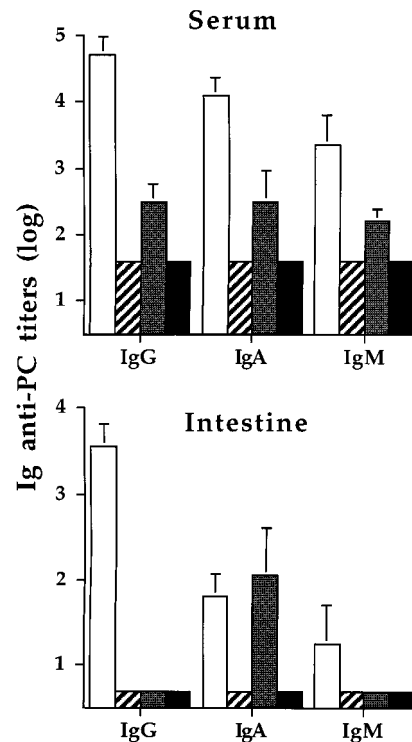 Serum
Ig anti-PC titers (log)
5
4
3
2
1
IgG IgA IgM
Intestine
4
3
2
1
IgG IgA IgM